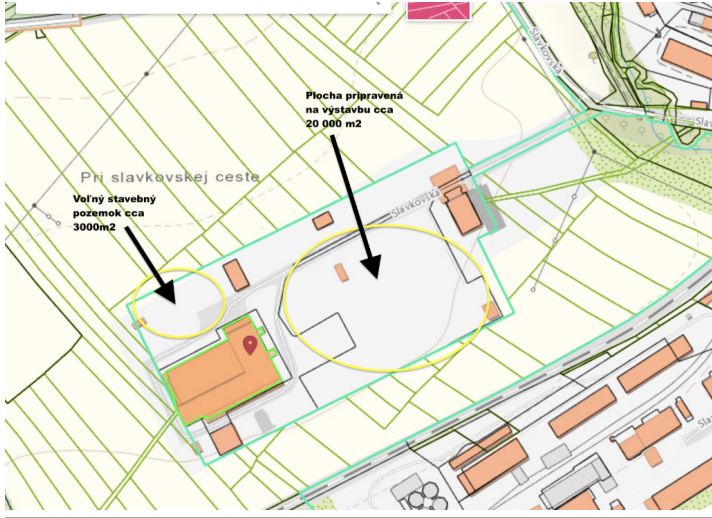 Slavkovská
Plocha pripravená
na výstavbu cca
20 000 m2
Pri slavkovskej ceste
Voľný stavebný
pozemok cca
3000m2
Slavkovská